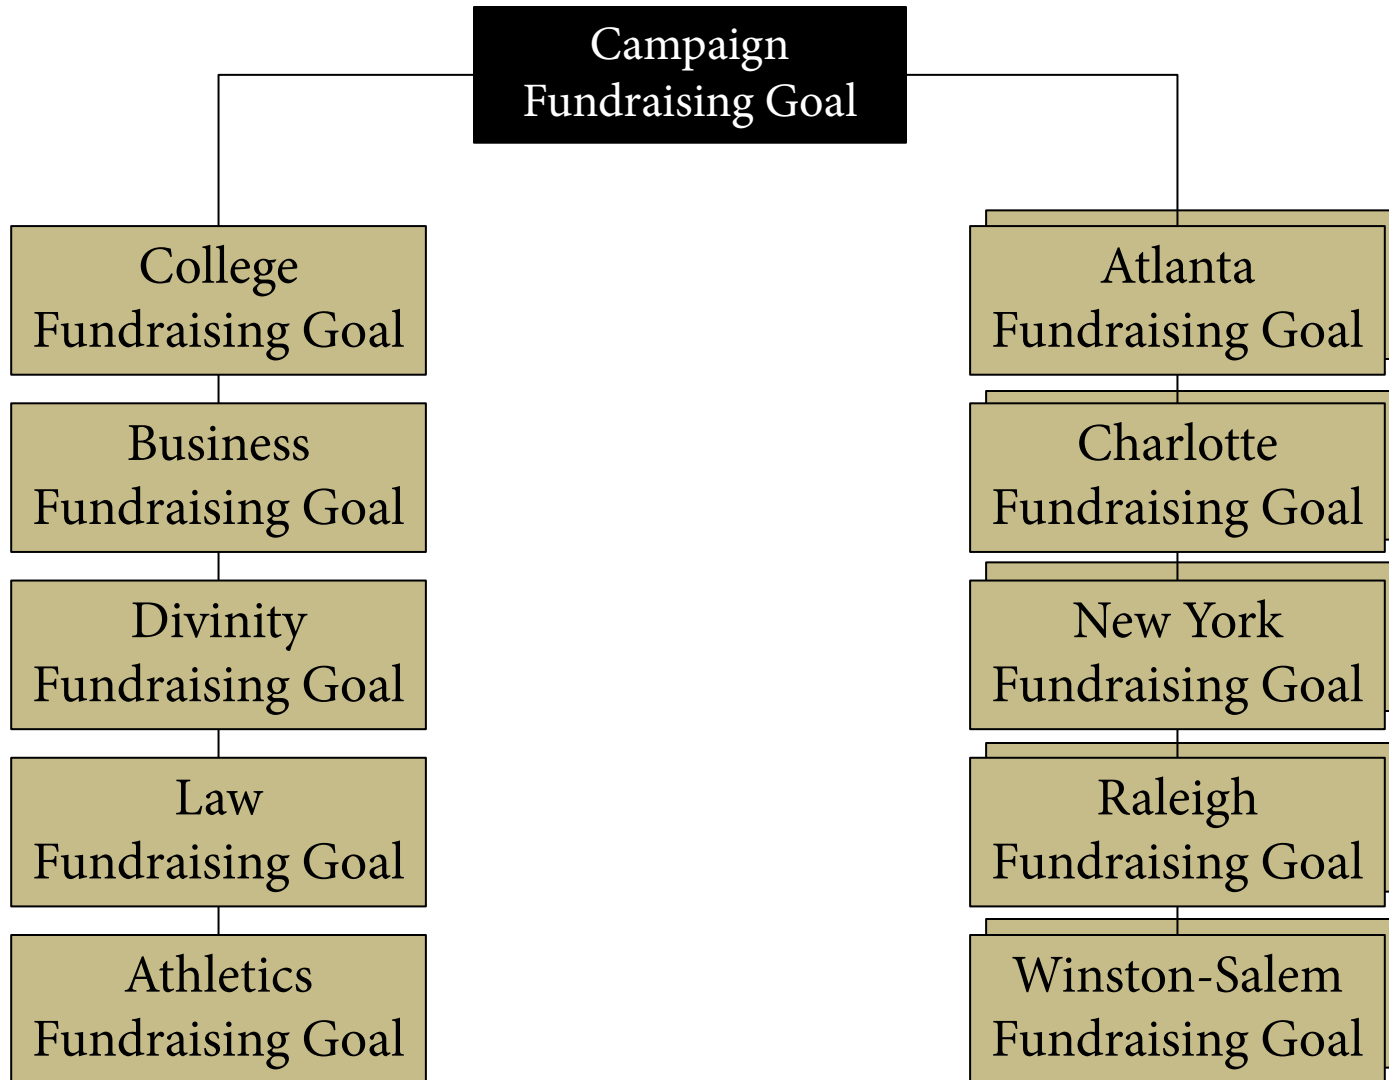 Campaign
Fundraising Goal
College
Fundraising Goal
Business
Fundraising Goal
Divinity
Fundraising Goal
Law
Fundraising Goal
Athletics
Fundraising Goal
Atlanta
Fundraising Goal
Charlotte
Fundraising Goal
New York
Fundraising Goal
Raleigh
Fundraising Goal
Winston-Salem
Fundraising Goal